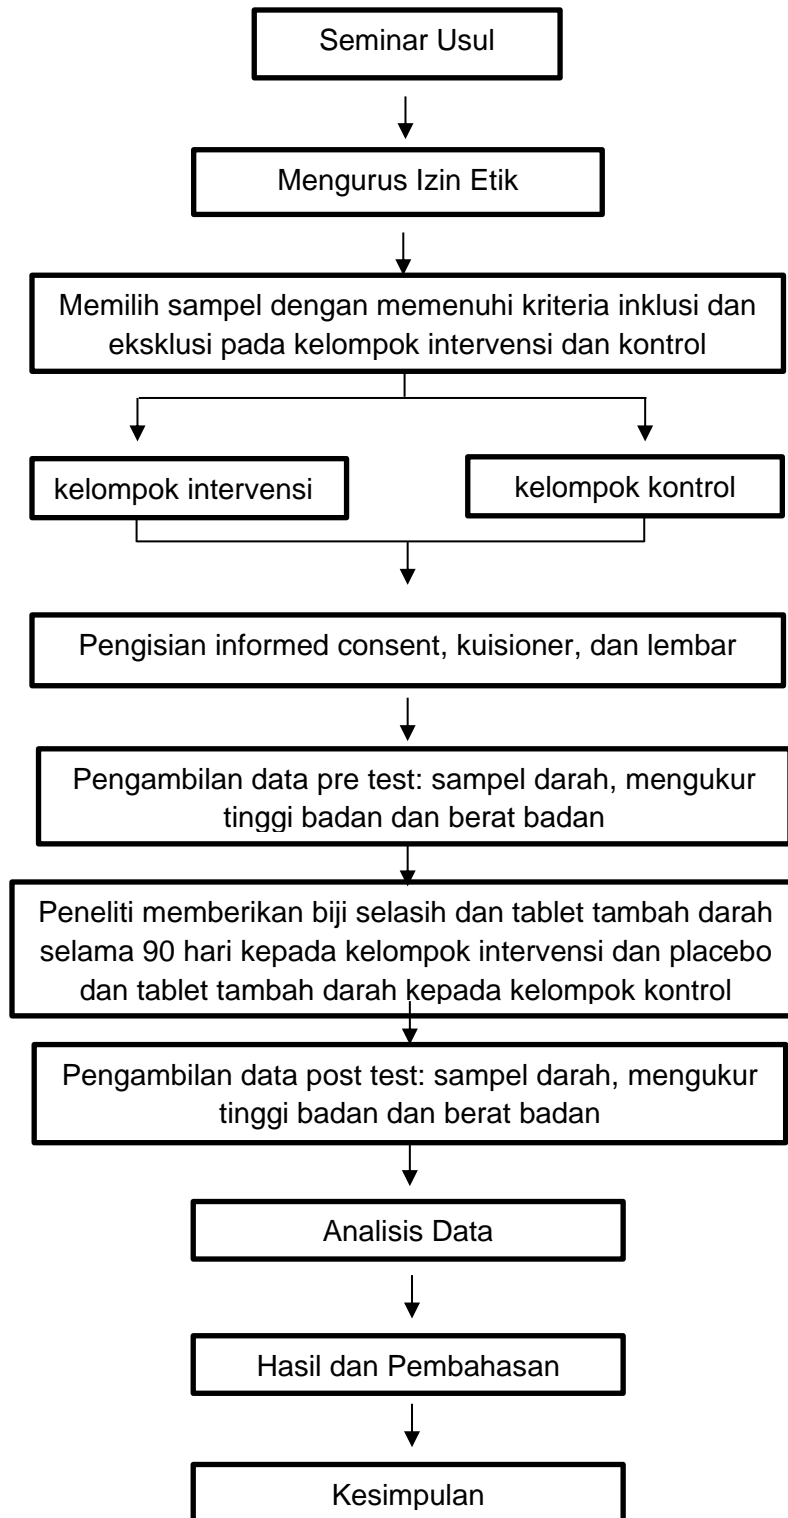 Seminar Usul
Mengurus Izin Etik
Memilih sampel dengan memenuhi kriteria inklusi dan
eksklusi pada kelompok intervensi dan kontrol
kelompok intervensi
kelompok kontrol
Pengisian informed consent, kuisioner, dan lembar
Pengambilan data pre test: sampel darah, mengukur
tinggi badan dan berat badan
Peneliti memberikan biji selasih dan tablet tambah darah
selama 90 hari kepada kelompok intervensi dan placebo
dan tablet tambah darah kepada kelompok kontrol
Pengambilan data post test: sampel darah, mengukur
tinggi badan dan berat badan
Analisis Data
Hasil dan Pembahasan
Kesimpulan